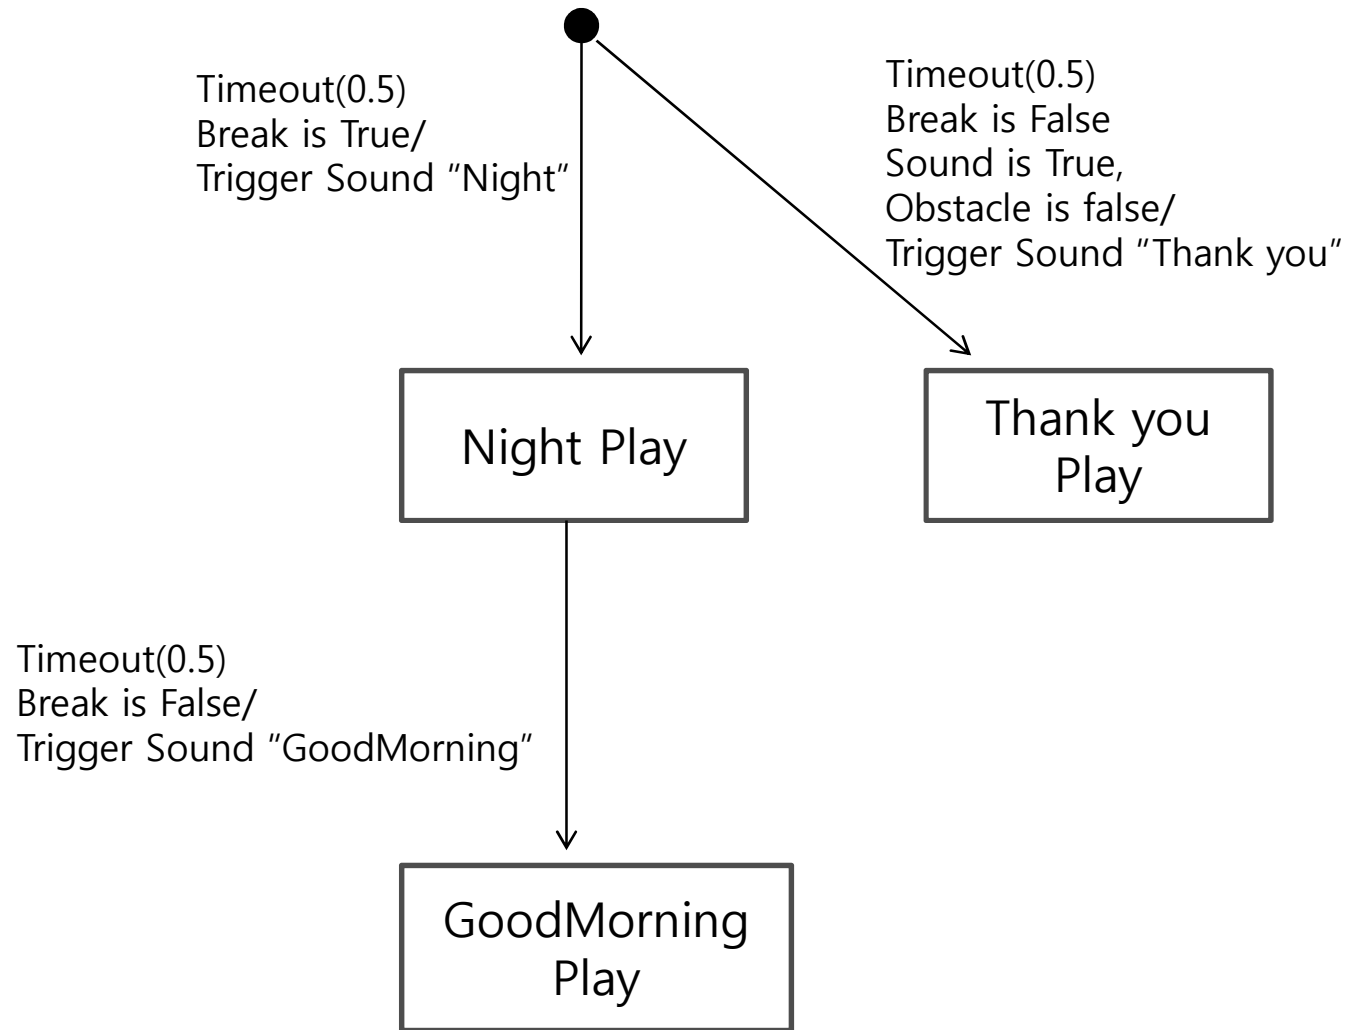 Timeout(0.5)
Break is True/
Trigger Sound "Night"
Timeout(0.5)
Break is False
Sound is True,
Obstacle is false/
Trigger Sound "Thank you"
Night Play
Thank you
Play
Timeout(0.5)
Break is False/
Trigger Sound "GoodMorning"
GoodMorning
Play